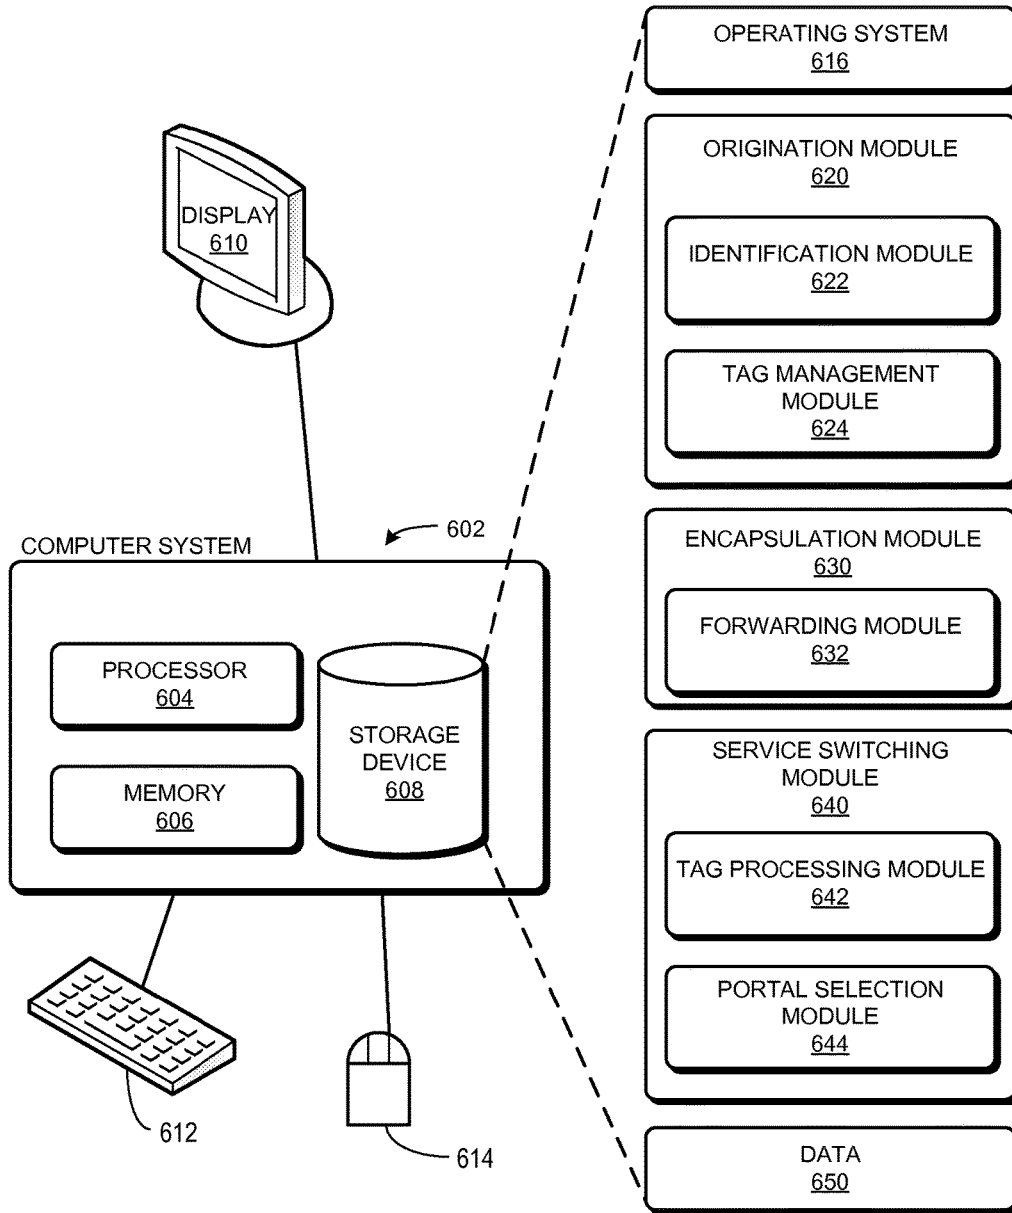 DISPLAY
610
COMPUTER SYSTEM
602
PROCESSOR
604
MEMORY
606
STORAGE
DEVICE
608
612
614
OPERATING SYSTEM
616
ORIGINATION MODULE
620
IDENTIFICATION MODULE
622
TAG MANAGEMENT
MODULE
624
ENCAPSULATION MODULE
630
FORWARDING MODULE
632
SERVICE SWITCHING
MODULE
640
TAG PROCESSING MODULE
642
PORTAL SELECTION
MODULE
644
DATA
650